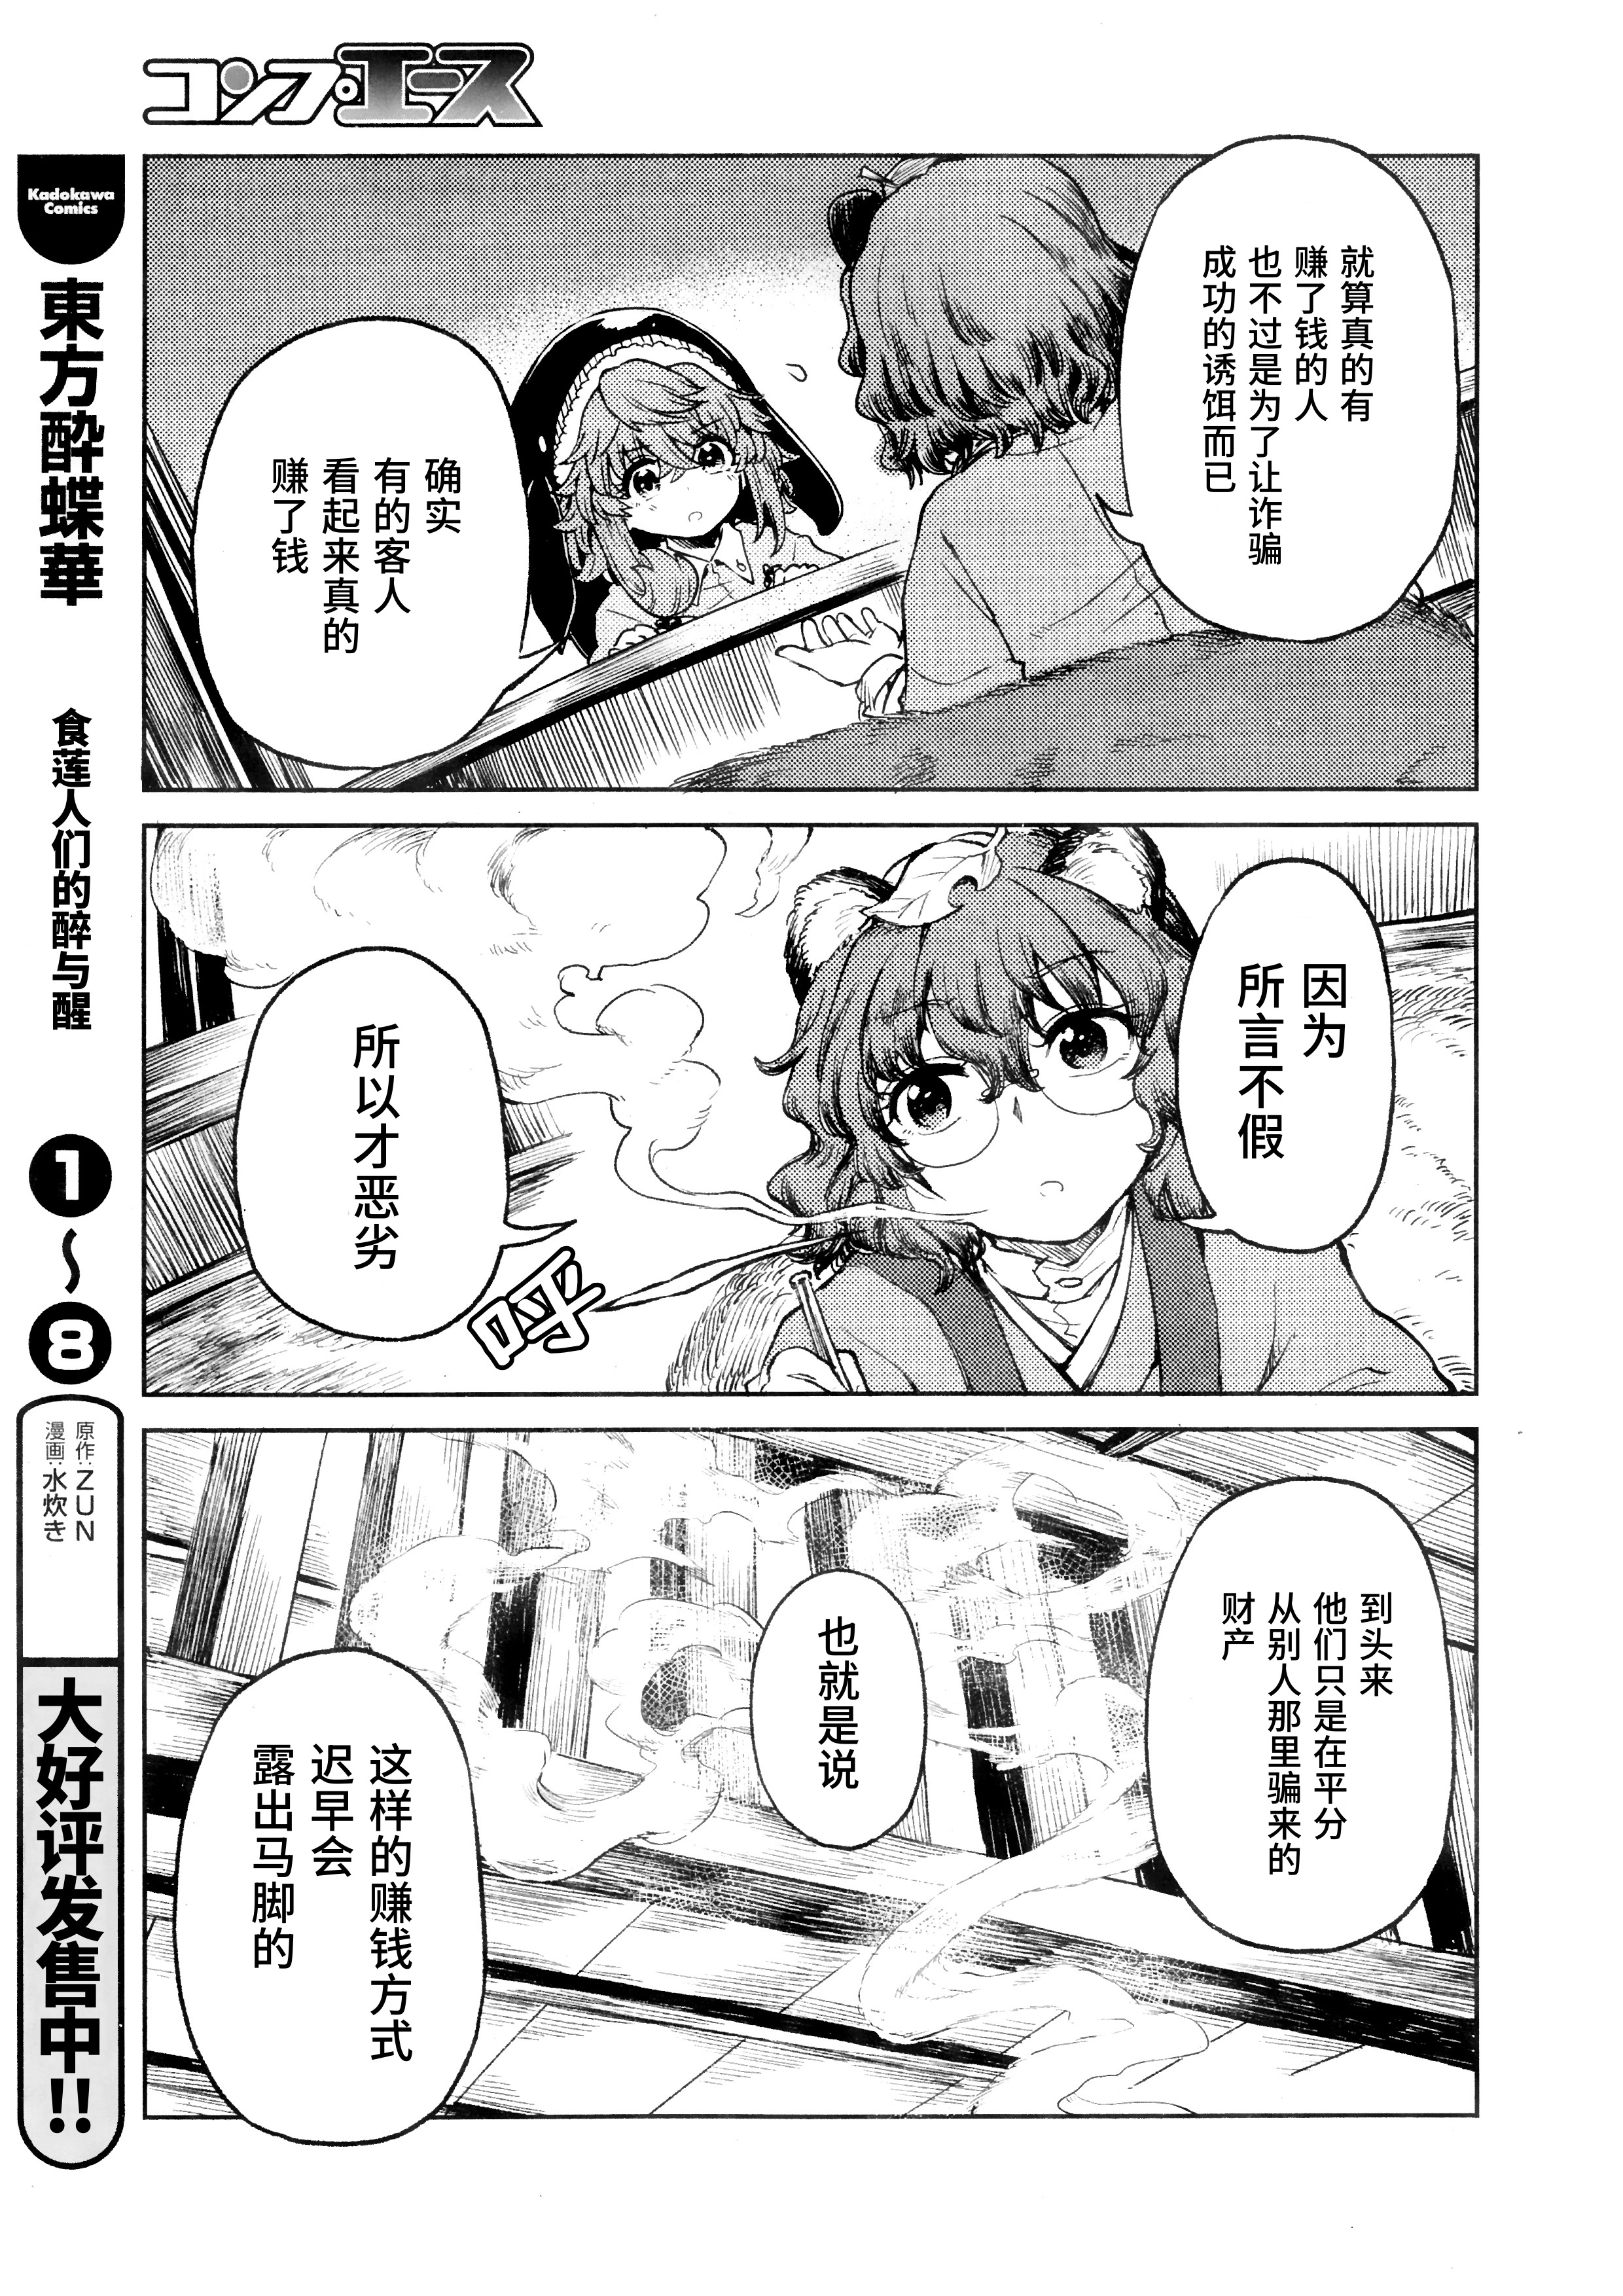 コンプ・エース
Kadokawa
Comics
東方酔蝶華
食莲人们的醉与醒
1～8
原作:ZUN
漫画:水炊き
大好评发售中!!
就算真的有
赚了钱的人
也不过是为了让诈骗
成功的诱饵而已
确实
有的客人
看起来真的
赚了钱
因为
所言不假
所以才恶劣
呼
到头来
他们只是在平分
从别人那里骗来的
财产
也就是说
这样的赚钱方式
迟早会
露出马脚的